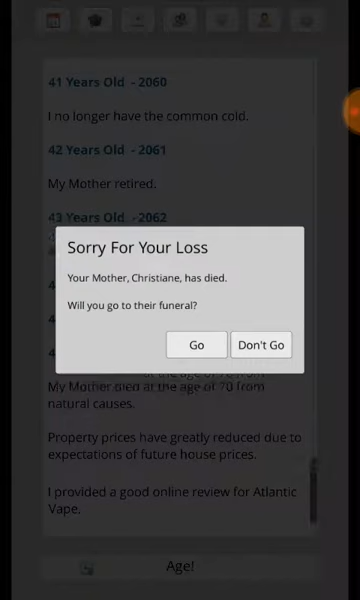 41 Years Old - 2060
I no longer have the common cold.
42 Years Old - 2061
My Mother retired.
43 Years Old - 2062
Sorry For Your Loss
Your Mother, Christiane, has died.
Will you go to their funeral?
Go
Don't Go
My Mother died at the age of 70 from
natural causes.
Property prices have greatly reduced due to
expectations of future house prices.
I provided a good online review for Atlantic
Vape.
Age!